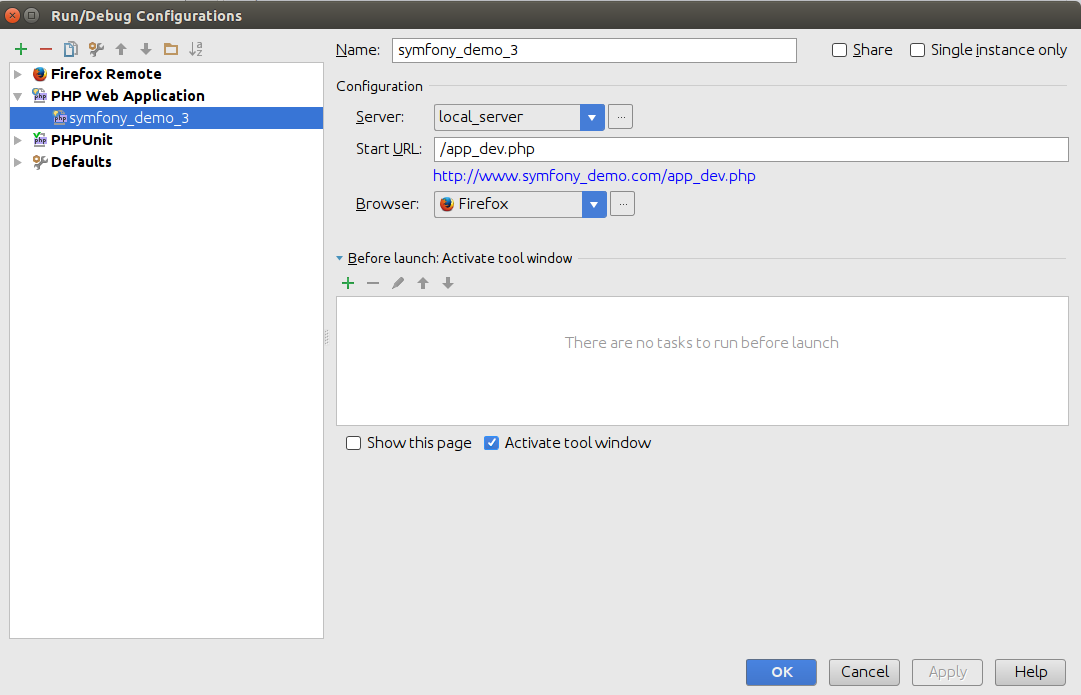 Run/Debug Configurations
Firefox Remote
PHP Web Application
symfony_demo_3
PHPUnit
Defaults
Name: symfony_demo_3 Share Single instance only
Configuration
Server: local_server ...
Start URL: /app_dev.php
http://www.symfony_demo.com/app_dev.php
Browser: Firefox ...
Before launch: Activate tool window
There are no tasks to run before launch
Show this page Activate tool window
OK Cancel Apply Help